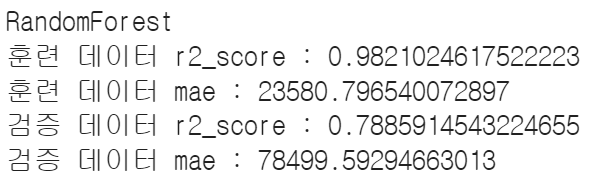 RandomForest
훈련 데이터 r2_score : 0.9821024617522223
훈련 데이터 mae : 23580.796540072897
검증 데이터 r2_score : 0.7885914543224655
검증 데이터 mae : 78499.59294663013